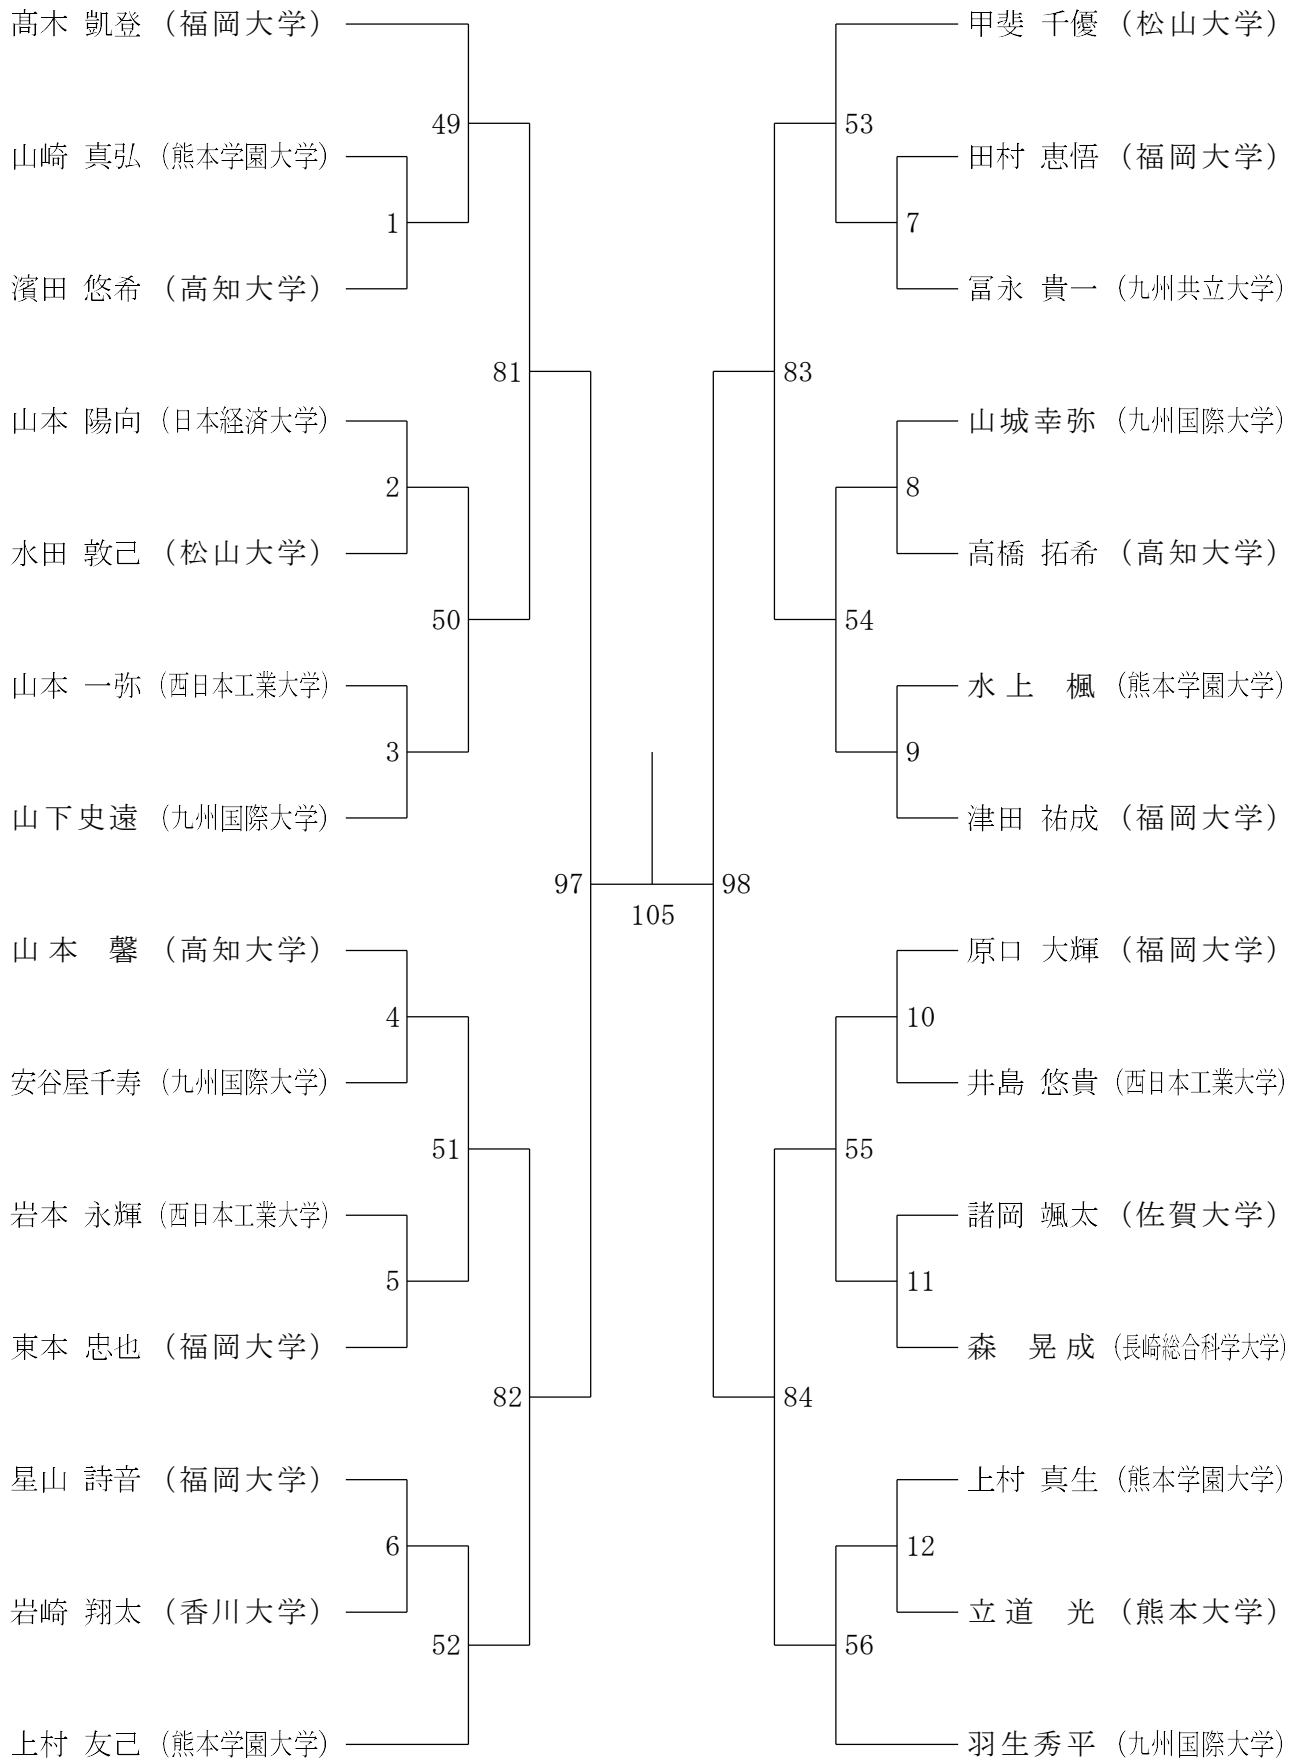 髙木 凱登 (福岡大学)
49
山崎 真弘 (熊本学園大学)
1
濱田 悠希 (高知大学)
81
山本 陽向 (日本経済大学)
2
水田 敦己 (松山大学)
50
山本 一弥 (西日本工業大学)
3
山下史遠 (九州国際大学)
97
山本 馨 (高知大学)
4
安谷屋千寿 (九州国際大学)
51
岩本 永輝 (西日本工業大学)
5
東本 忠也 (福岡大学)
82
星山 詩音 (福岡大学)
6
岩崎 翔太 (香川大学)
52
上村 友己 (熊本学園大学)
105
甲斐 千優 (松山大学)
53
田村 恵悟 (福岡大学)
7
冨永 貴一 (九州共立大学)
83
山城幸弥 (九州国際大学)
8
高橋 拓希 (高知大学)
54
水上 楓 (熊本学園大学)
9
津田 祐成 (福岡大学)
98
原口 大輝 (福岡大学)
10
井島 悠貴 (西日本工業大学)
55
諸岡 颯太 (佐賀大学)
11
森 晃成 (長崎総合科学大学)
84
上村 真生 (熊本学園大学)
12
立道 光 (熊本大学)
56
羽生秀平 (九州国際大学)